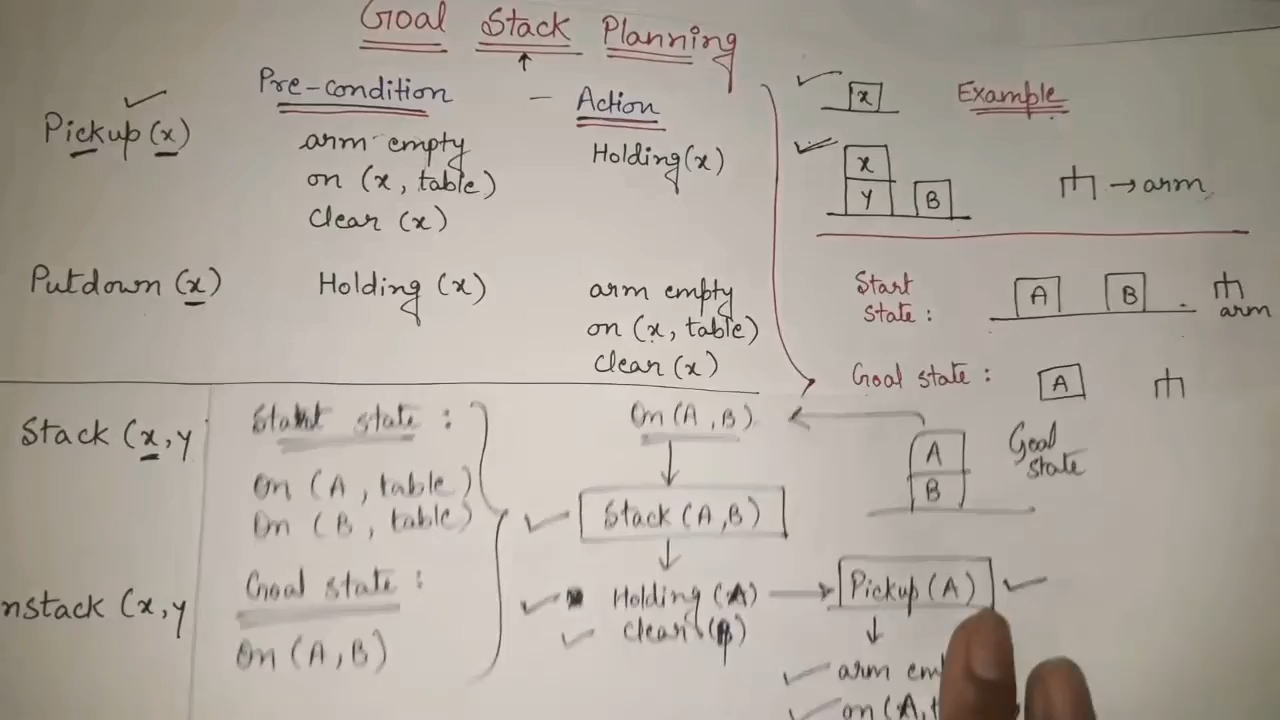 Goal Stack Planning
Pre-condition - Action
Pickup (x)
arm empty
on (x, table)
Clear (x)
Holding(x)
Putdown (x)
Holding (x)
arm empty
on (x, table)
Clear (x)
Example
x
x
Y
B
→ arm
Start state :
A
B
arm
Goal state :
A
Stack (x, y
nstack (x, y
Start state :
On (A, table)
On (B, table)
Goal state :
On (A, B)
On (A, B)
Stack (A, B)
Holding (A)
Clear (B)
Pickup (A)
arm em
on (A, t
A
B
Goal state